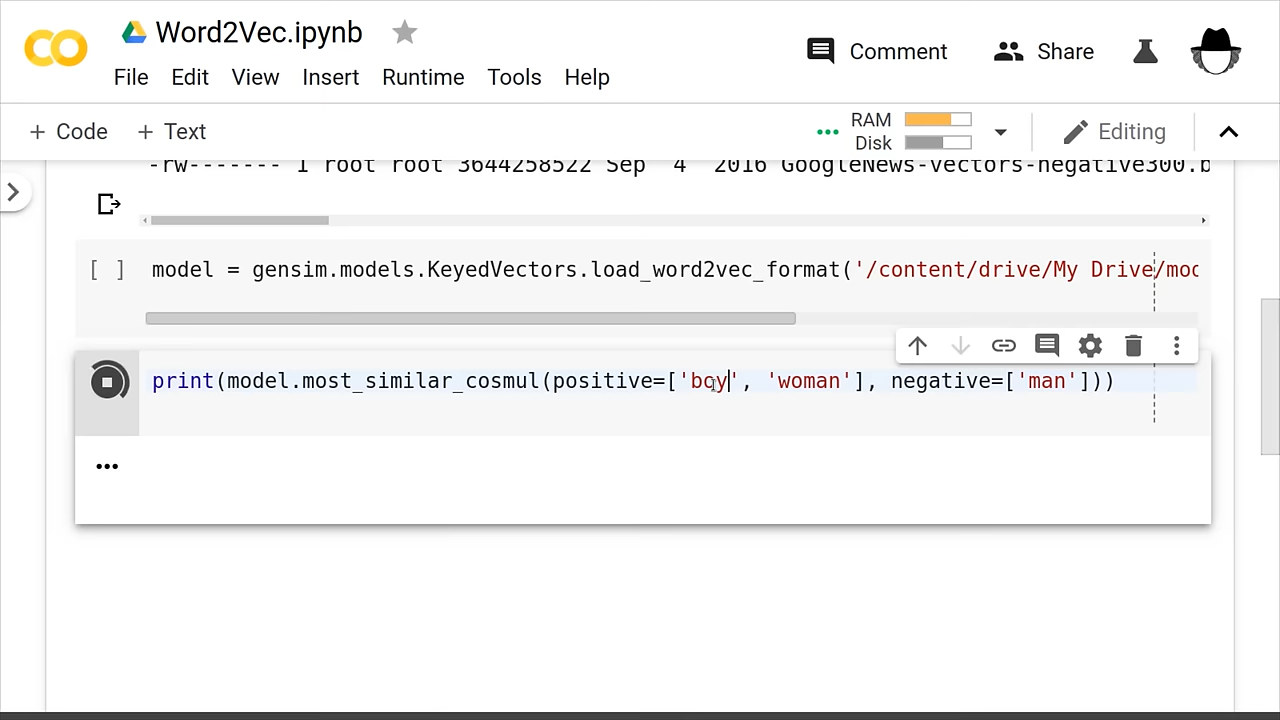 Word2Vec.ipynb
File Edit View Insert Runtime Tools Help
Comment
Share
+ Code + Text
RAM
Disk
Editing
-rw------- 1 root root 3644258522 Sep 4 2016 GoogleNews-vectors-negative300.b
[ ] model = gensim.models.KeyedVectors.load_word2vec_format('/content/drive/My Drive/moc
print(model.most_similar_cosmul(positive=['boy', 'woman'], negative=['man']))